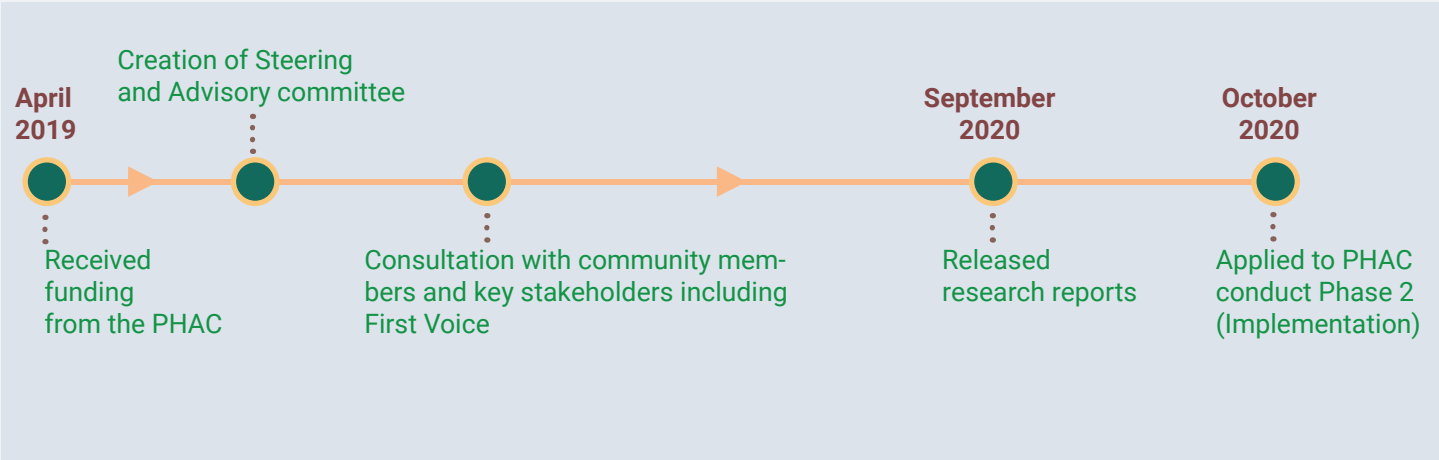 April
2019
Received
funding
from the PHAC
Creation of Steering
and Advisory committee
Consultation with community mem-
bers and key stakeholders including
First Voice
September
2020
Released
research reports
October
2020
Applied to PHAC
conduct Phase 2
(Implementation)